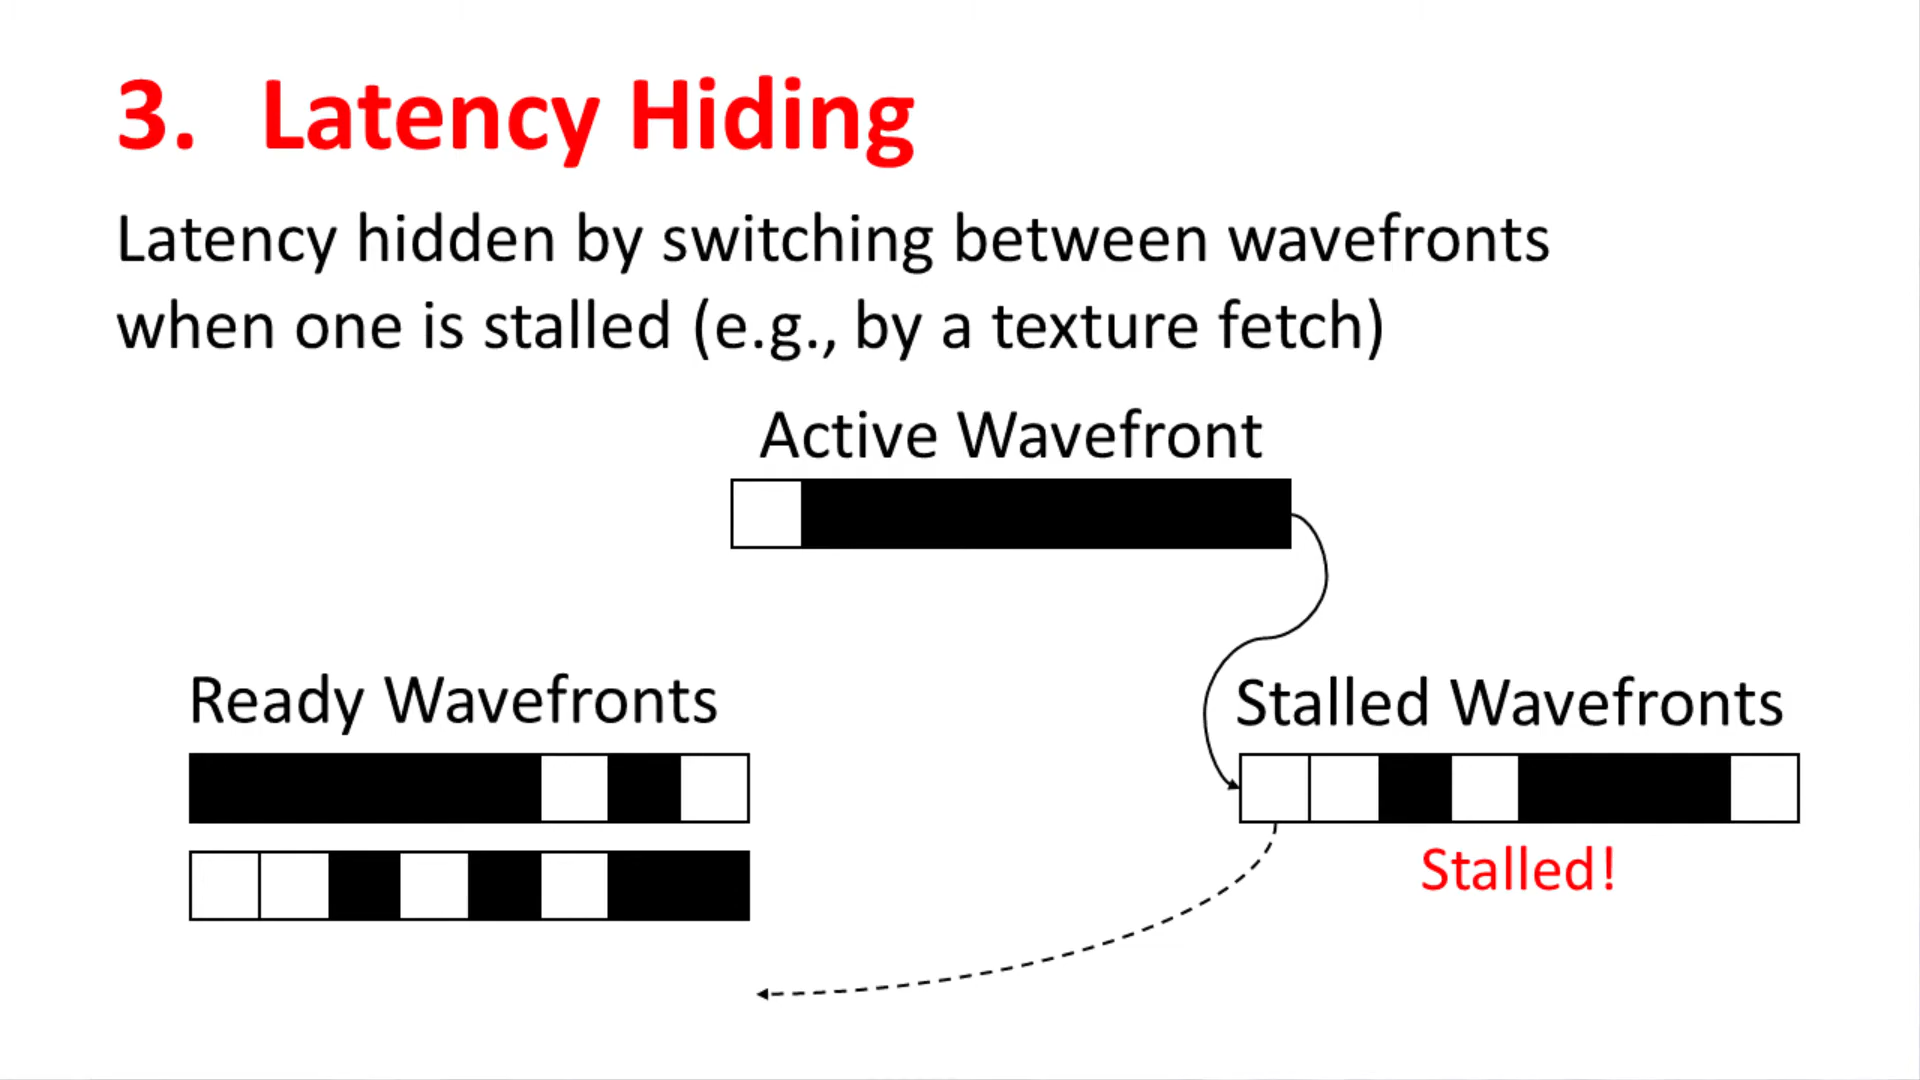 3. Latency Hiding
Latency hidden by switching between wavefronts
when one is stalled (e.g., by a texture fetch)
Active Wavefront
Ready Wavefronts
Stalled Wavefronts
Stalled!